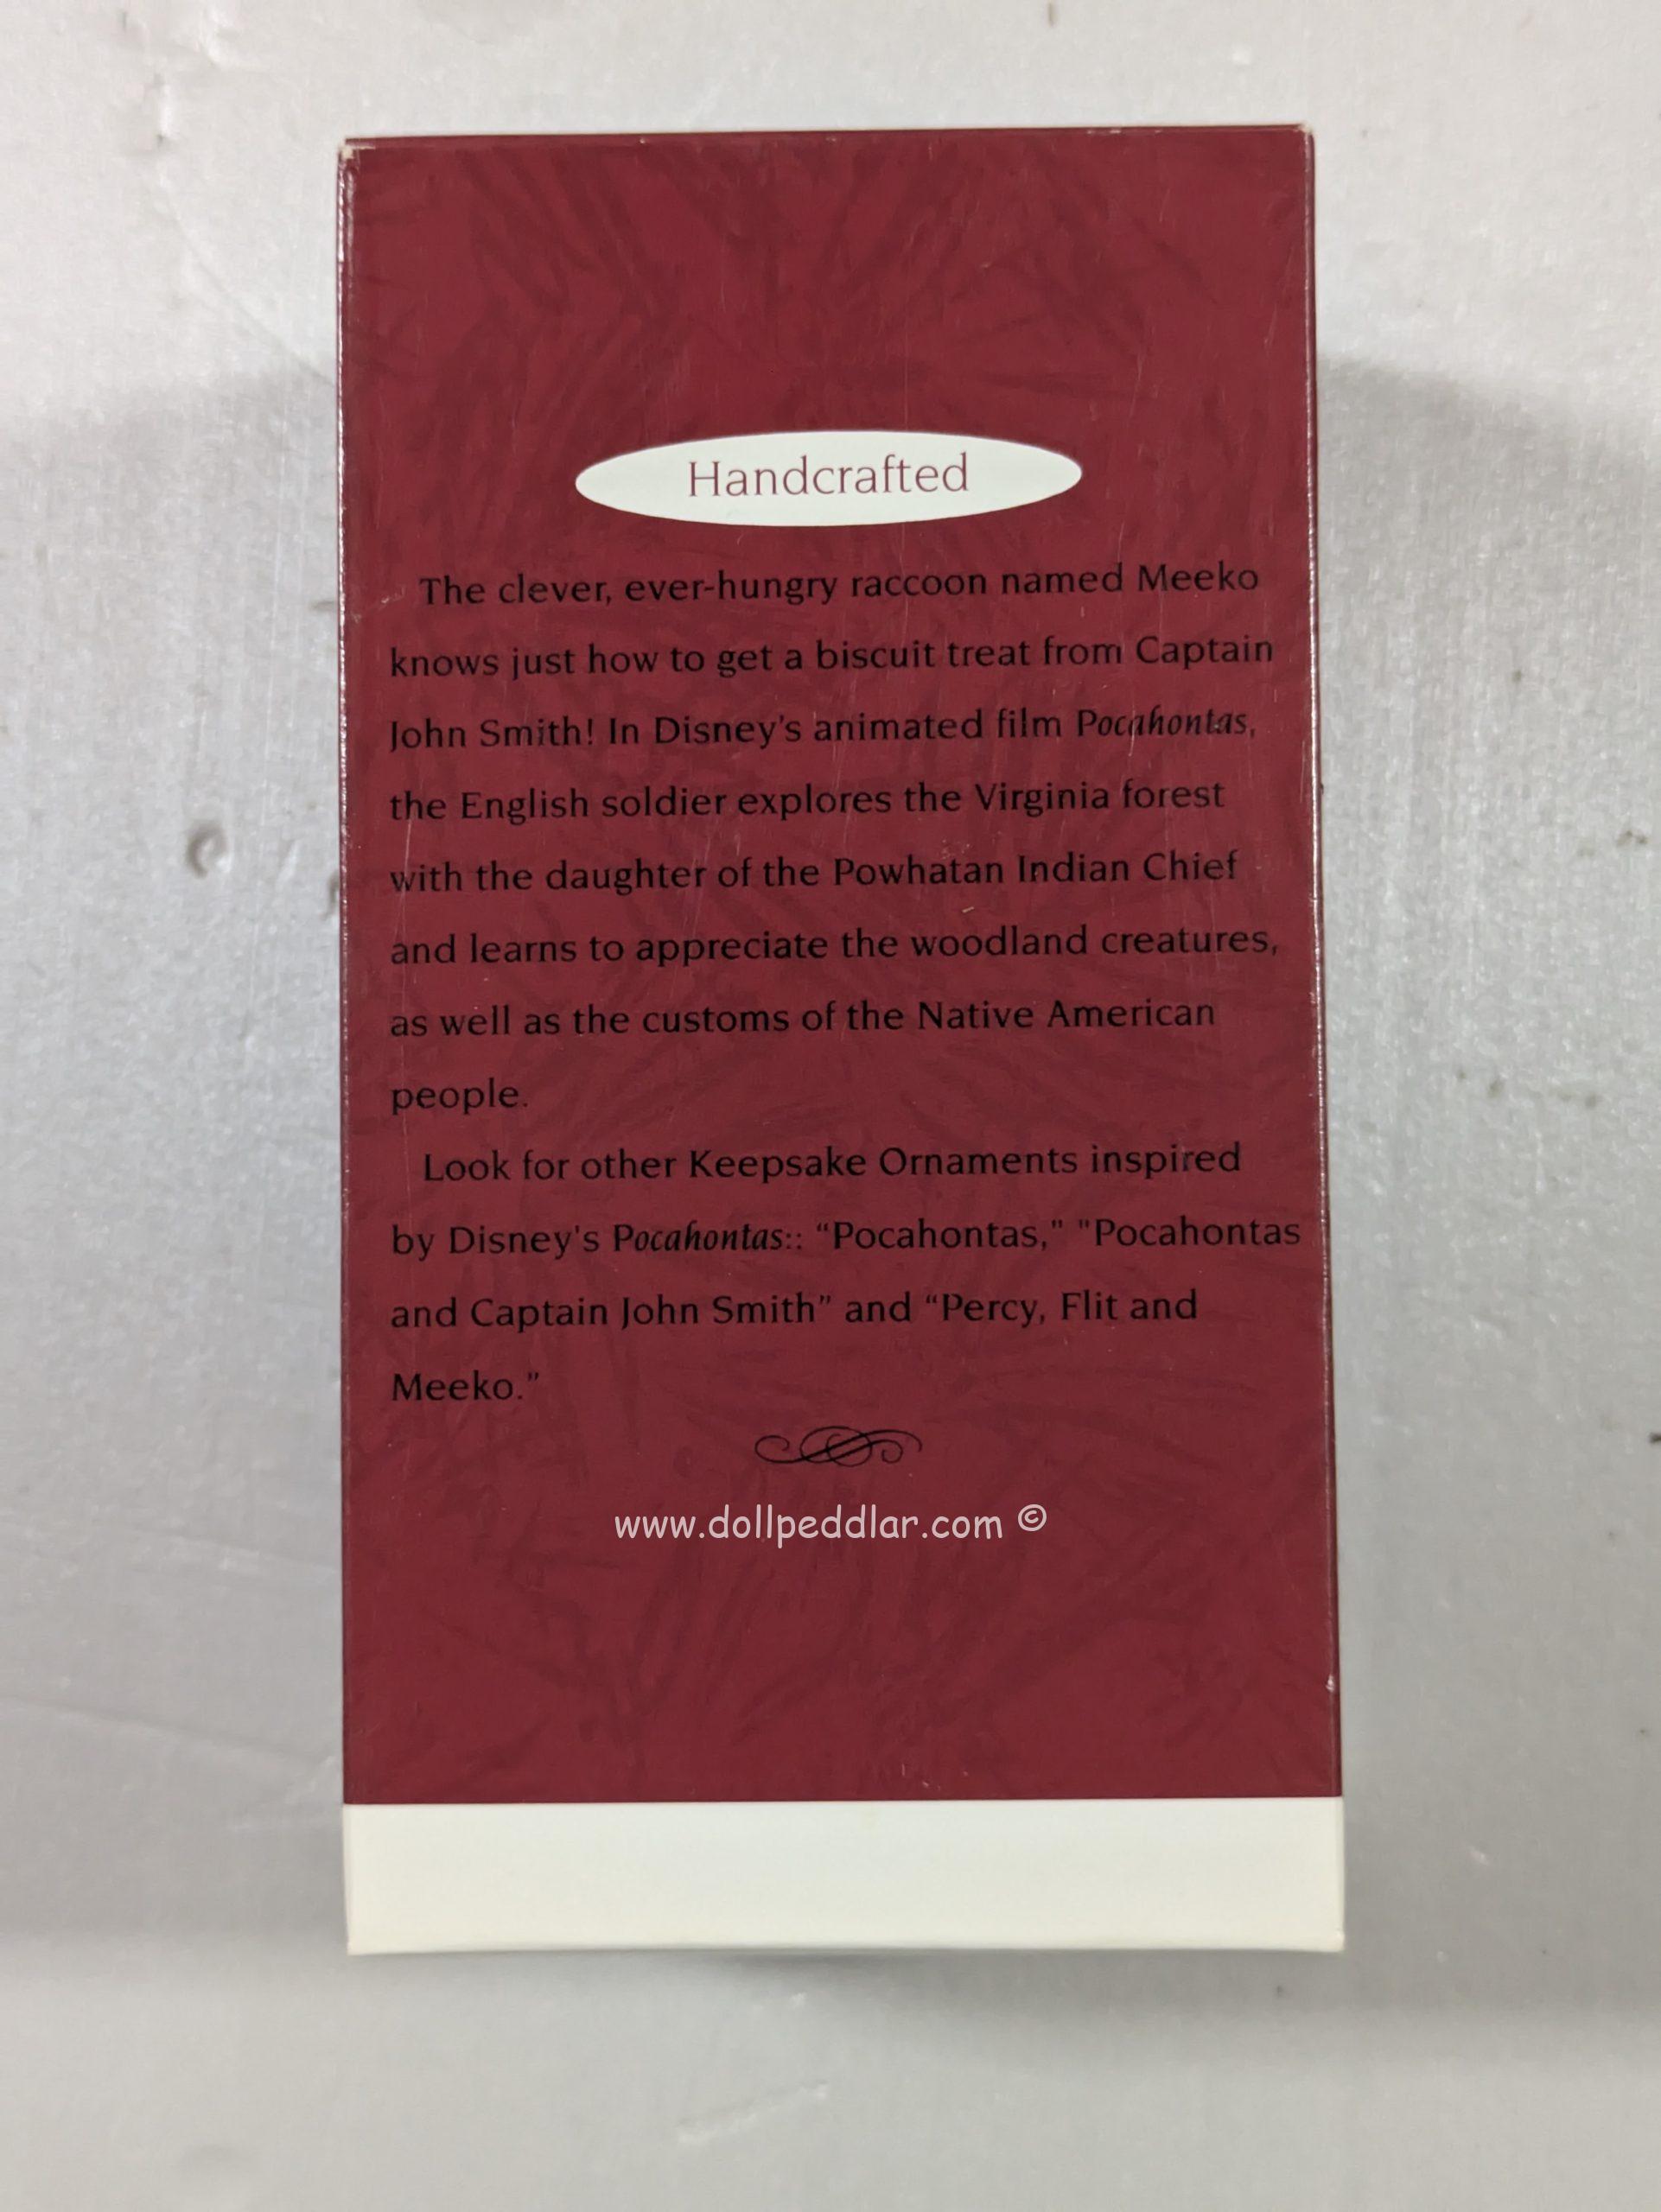 Handcrafted
The clever, ever-hungry raccoon named Meeko
knows just how to get a biscuit treat from Captain
John Smith! In Disney's animated film Pocahontas,
the English soldier explores the Virginia forest
with the daughter of the Powhatan Indian Chief
and learns to appreciate the woodland creatures,
as well as the customs of the Native American
people.
Look for other Keepsake Ornaments inspired
by Disney's Pocahontas:: “Pocahontas," "Pocahontas
and Captain John Smith” and “Percy, Flit and
Meeko."
www.dollpeddlar.com ©